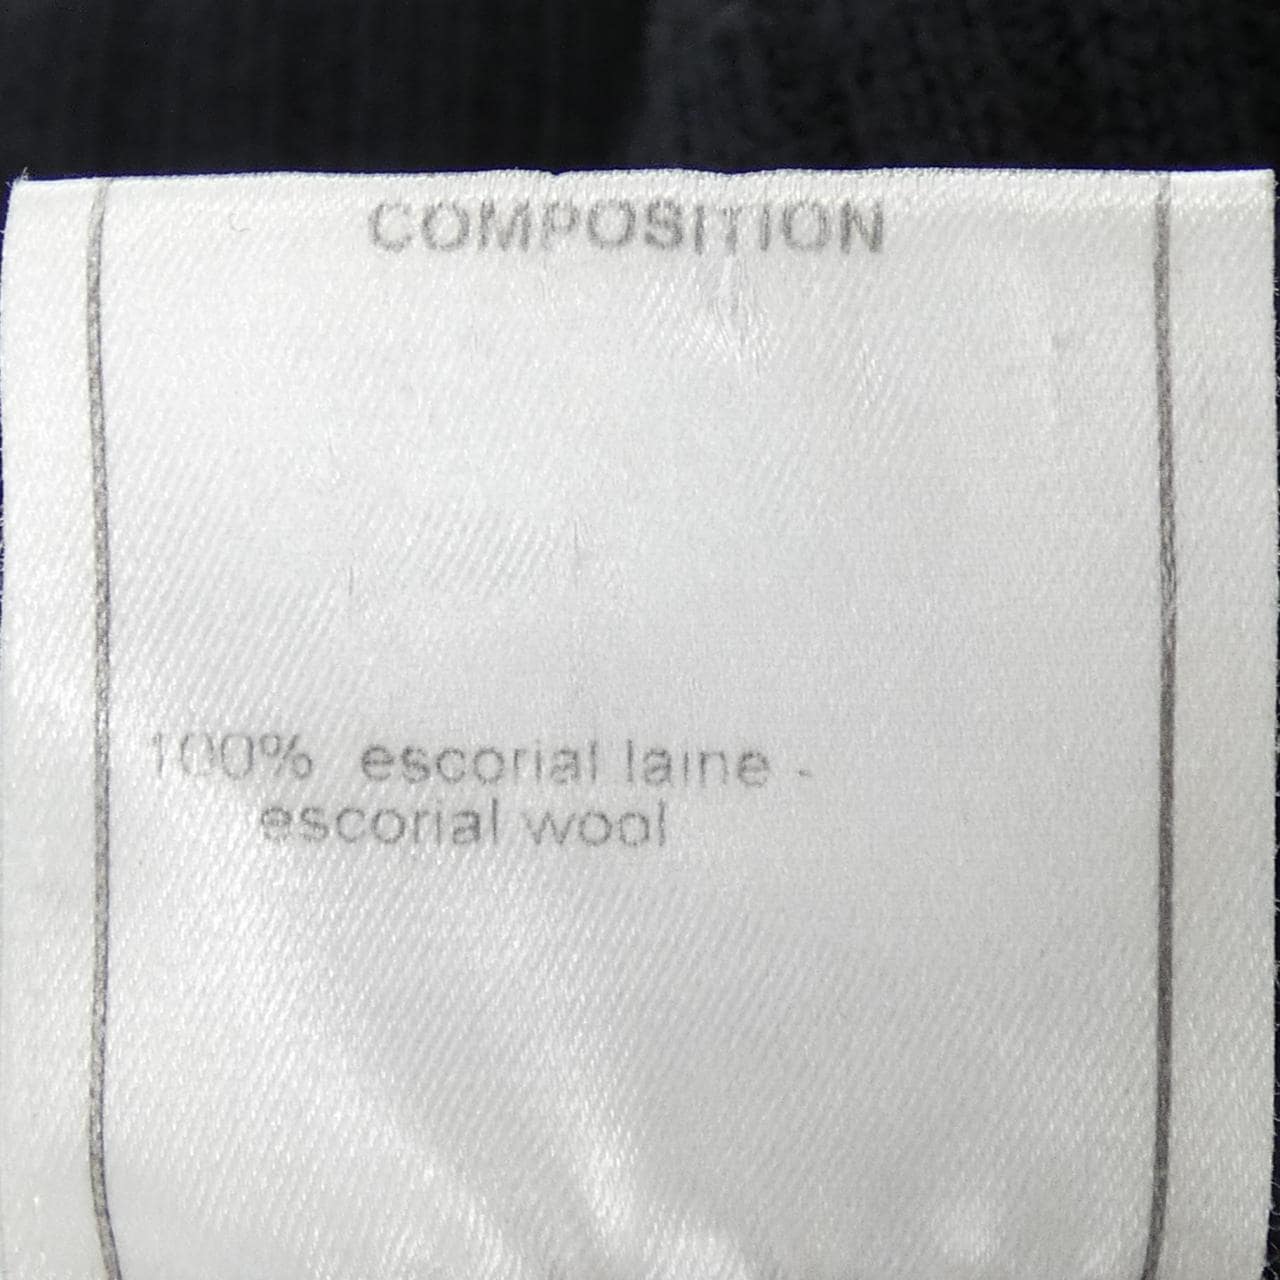 COMPOSITION
100% escorial laine -
escorial wool